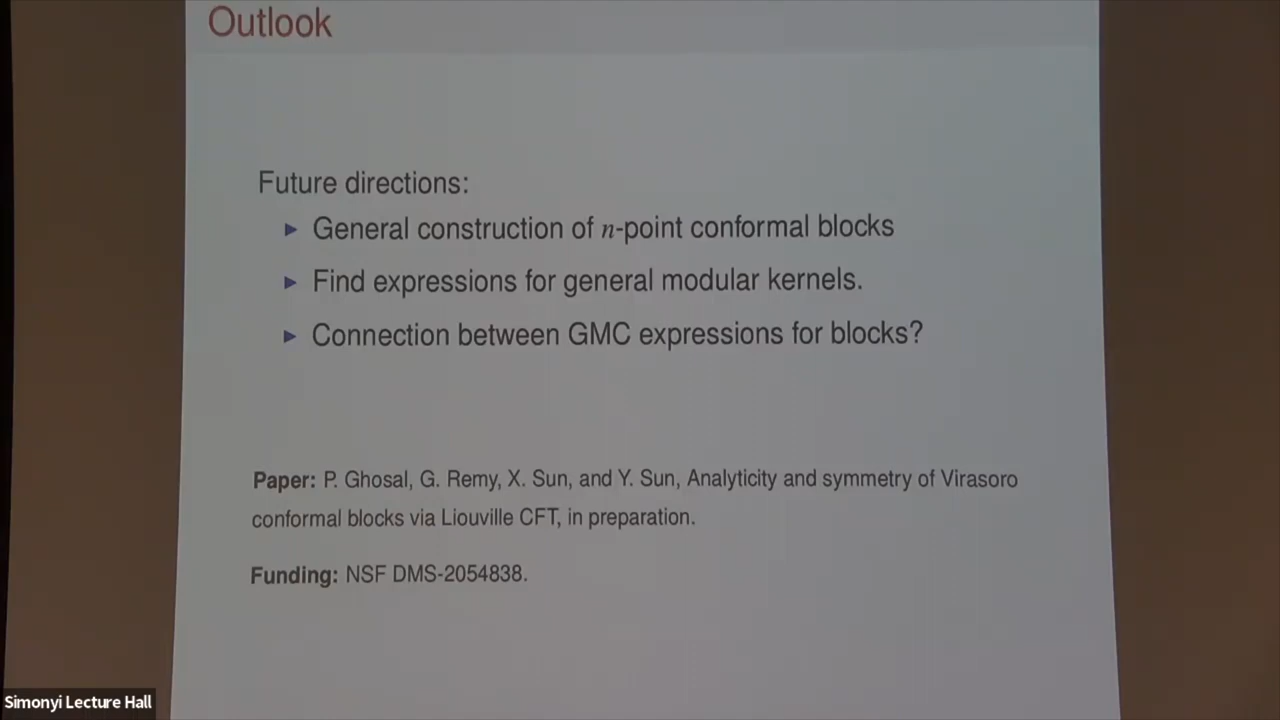 Outlook
Future directions:
► General construction of n-point conformal blocks
► Find expressions for general modular kernels.
► Connection between GMC expressions for blocks?
Paper: P. Ghosal, G. Remy, X. Sun, and Y. Sun, Analyticity and symmetry of Virasoro
conformal blocks via Liouville CFT, in preparation.
Funding: NSF DMS-2054838.
Simonyi Lecture Hall